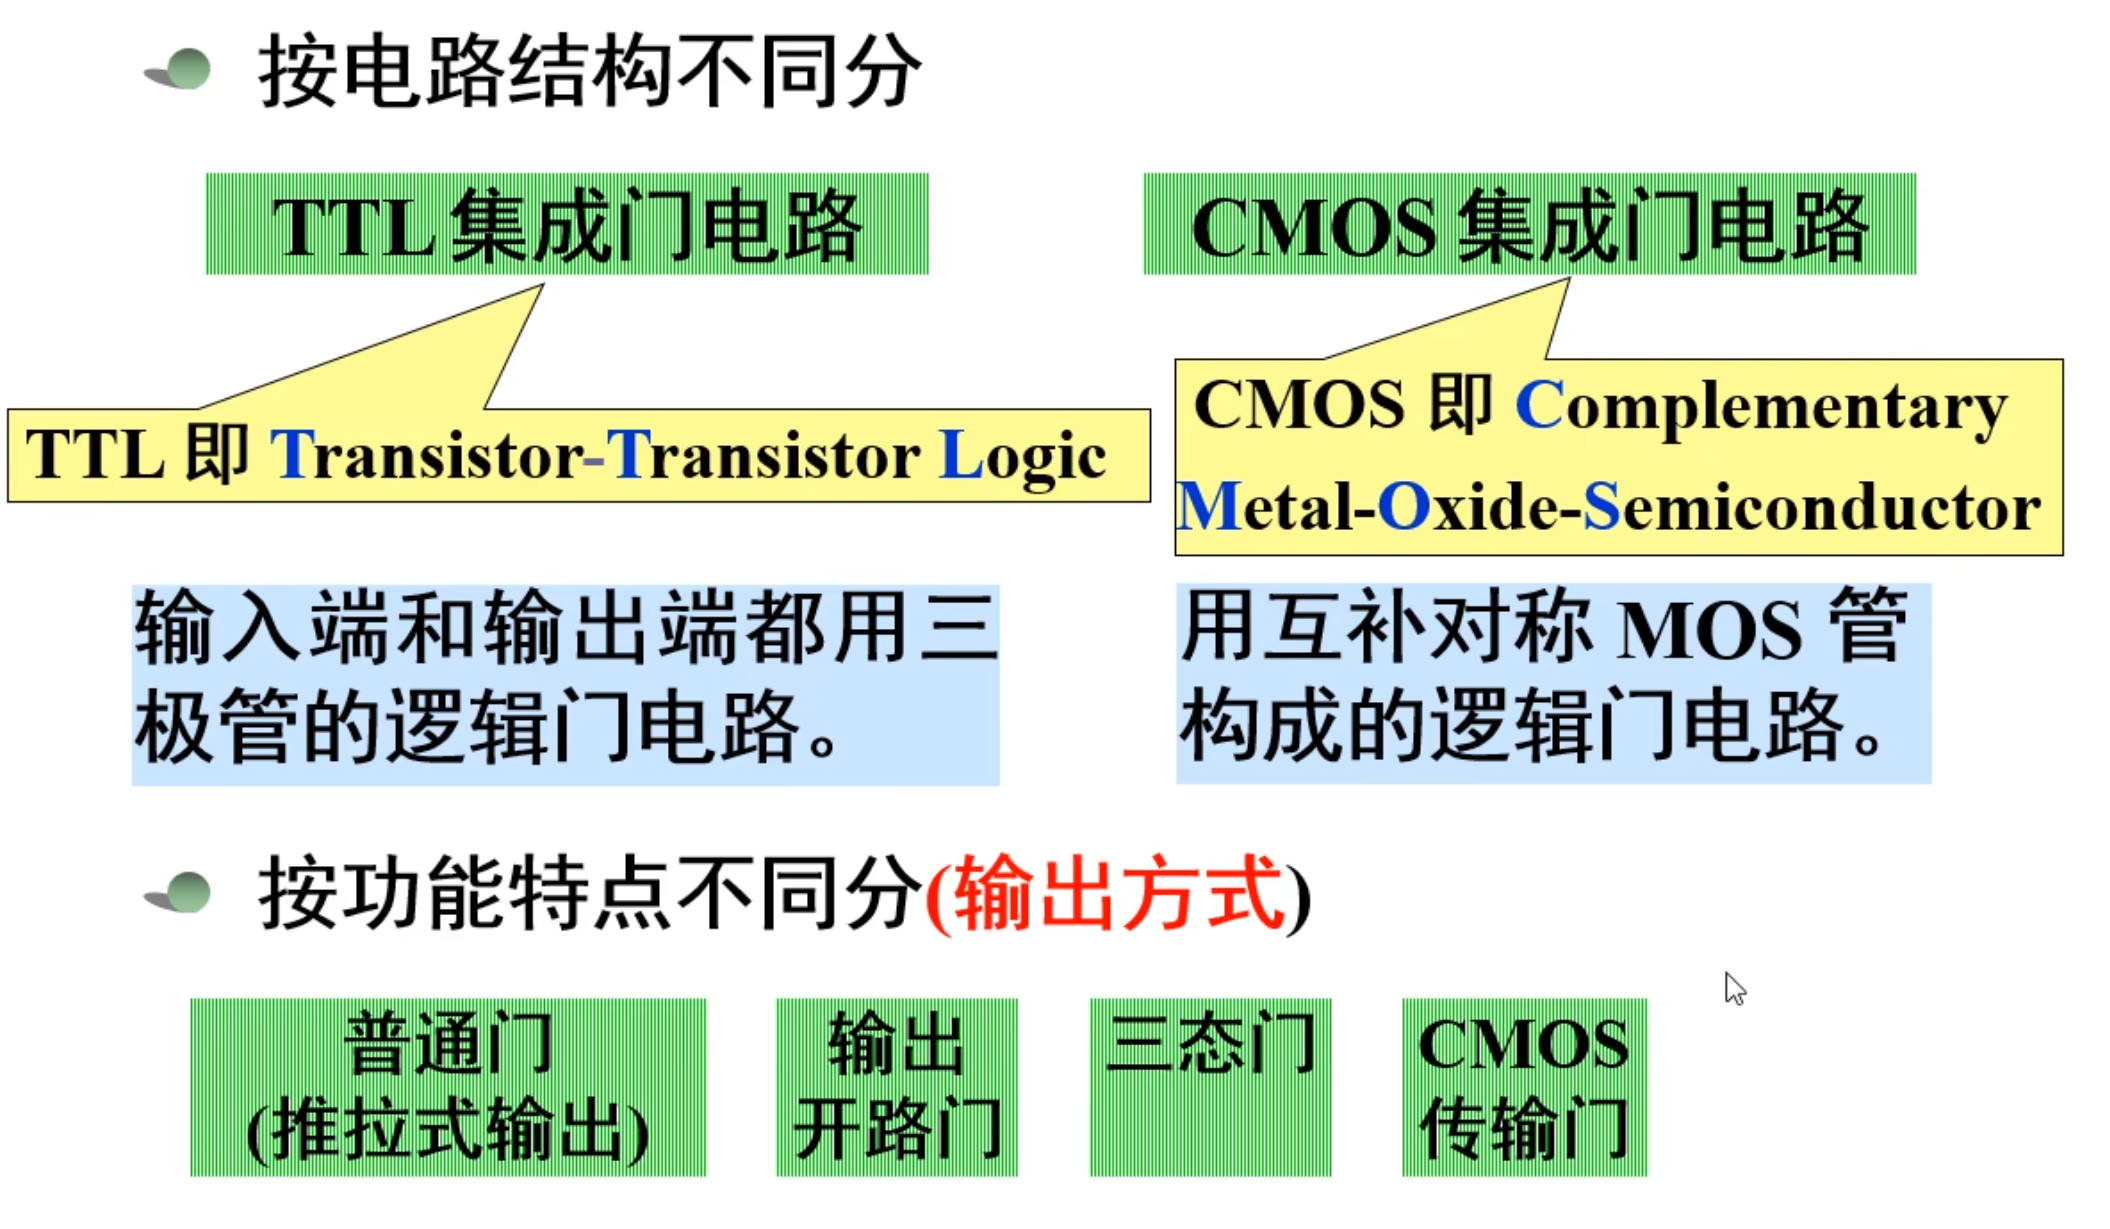 按电路结构不同分
TTL 集成门电路
CMOS 集成门电路
TTL 即 Transistor-Transistor Logic
CMOS 即 Complementary
Metal-Oxide-Semiconductor
输入端和输出端都用三
极管的逻辑门电路。
用互补对称 MOS 管
构成的逻辑门电路。
按功能特点不同分(输出方式)
普通门
(推拉式输出)
输出
开路门
三态门
CMOS
传输门